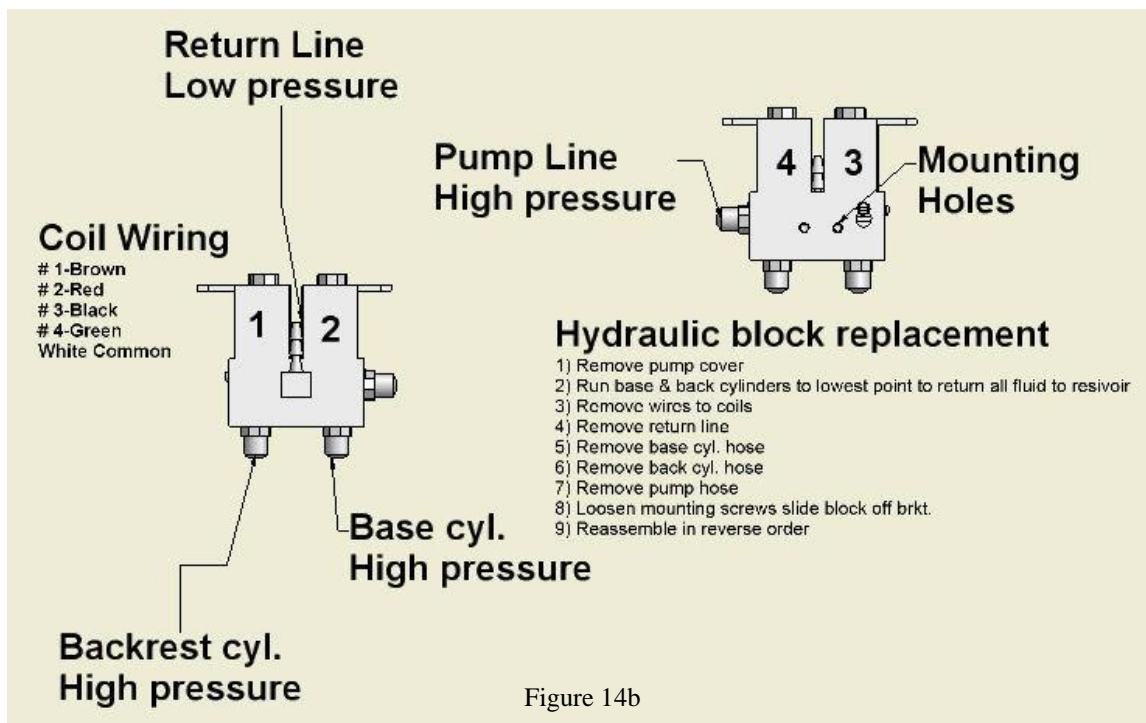 Return Line
Low pressure
Pump Line
High pressure
4
3
Mounting
Holes
Coil Wiring
# 1-Brown
# 2-Red
# 3-Black
# 4-Green
White Common
1
2
Hydraulic block replacement
1) Remove pump cover
2) Run base & back cylinders to lowest point to return all fluid to resivoir
3) Remove wires to coils
4) Remove return line
5) Remove base cyl. hose
6) Remove back cyl. hose
7) Remove pump hose
8) Loosen mounting screws slide block off brkt.
9) Reassemble in reverse order
Base cyl.
High pressure
Backrest cyl.
High pressure
Figure 14b